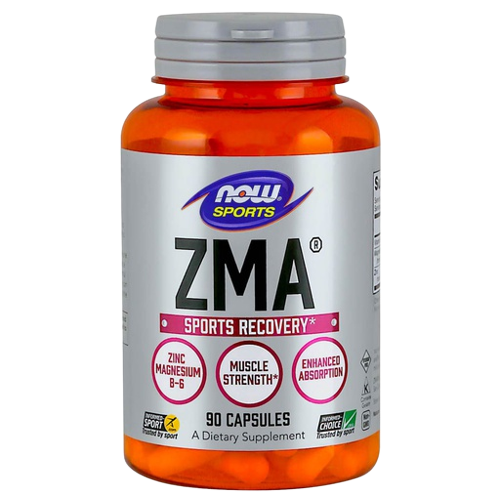 NOW
SPORTS
ZMA®
SPORTS RECOVERY*
ZINC
MAGNESIUM
B-6
MUSCLE
STRENGTH*
ENHANCED
ABSORPTION
90 CAPSULES
A Dietary Supplement
INFORMED-
SPORT
Trusted by sport
INFORMED-
CHOICE
Trusted by sport